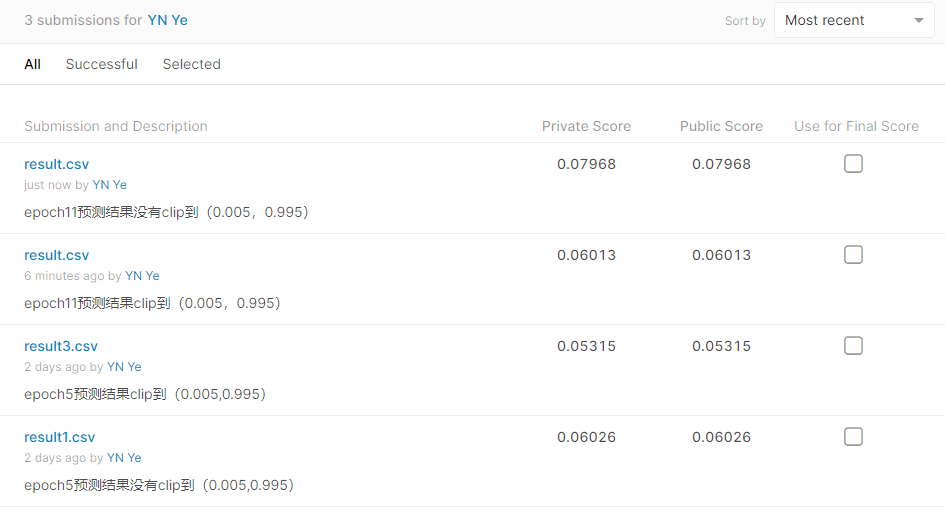 3 submissions for YN Ye
Sort by Most recent
All Successful Selected
Submission and Description Private Score Public Score Use for Final Score
result.csv 0.07968 0.07968
just now by YN Ye
epoch11预测结果没有clip到（0.005，0.995）
result.csv 0.06013 0.06013
6 minutes ago by YN Ye
epoch11预测结果clip到（0.005，0.995）
result3.csv 0.05315 0.05315
2 days ago by YN Ye
epoch5预测结果clip到（0.005,0.995）
result1.csv 0.06026 0.06026
2 days ago by YN Ye
epoch5预测结果没有clip到（0.005,0.995）